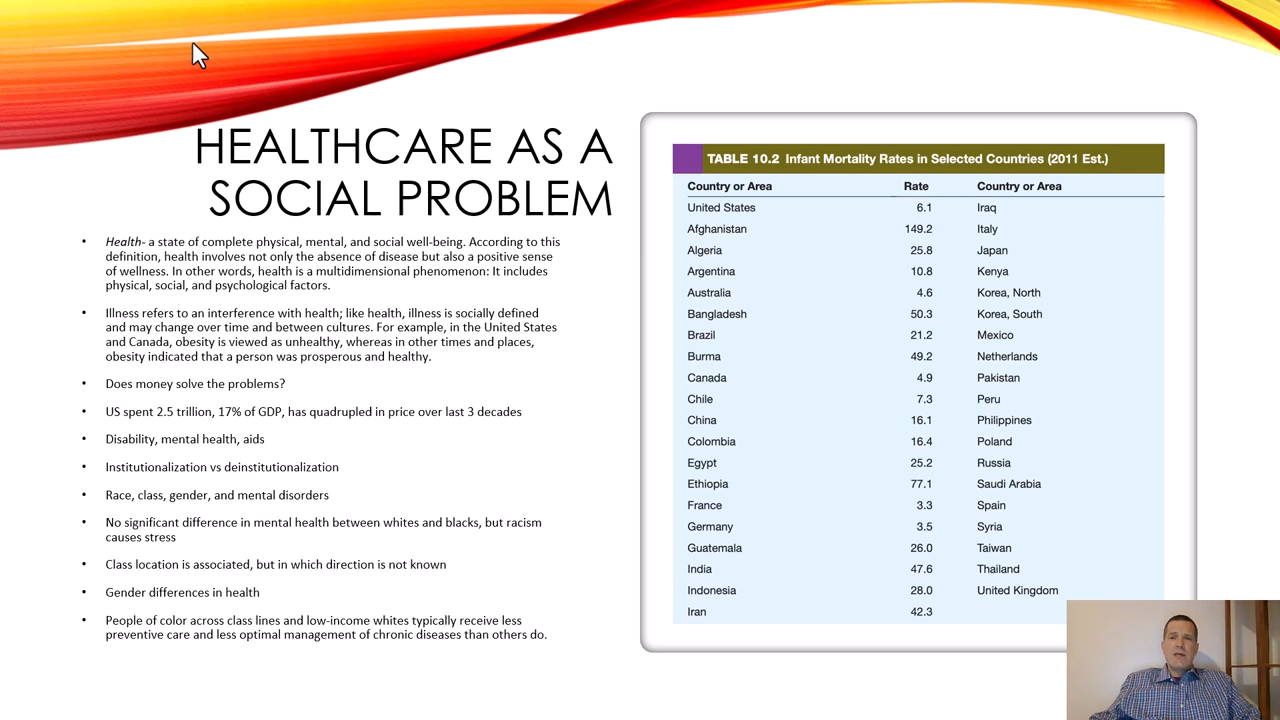 HEALTHCARE AS A
SOCIAL PROBLEM
• Health- a state of complete physical, mental, and social well-being. According to this
definition, health involves not only the absence of disease but also a positive sense
of wellness. In other words, health is a multidimensional phenomenon: It includes
physical, social, and psychological factors.
• Illness refers to an interference with health; like health, illness is socially defined
and may change over time and between cultures. For example, in the United States
and Canada, obesity is viewed as unhealthy, whereas in other times and places,
obesity indicated that a person was prosperous and healthy.
• Does money solve the problems?
• US spent 2.5 trillion, 17% of GDP, has quadrupled in price over last 3 decades
• Disability, mental health, aids
• Institutionalization vs deinstitutionalization
• Race, class, gender, and mental disorders
• No significant difference in mental health between whites and blacks, but racism
causes stress
• Class location is associated, but in which direction is not known
• Gender differences in health
• People of color across class lines and low-income whites typically receive less
preventive care and less optimal management of chronic diseases than others do.
TABLE 10.2 Infant Mortality Rates in Selected Countries (2011 Est.)
Country or Area Rate Country or Area
United States 6.1 Iraq
Afghanistan 149.2 Italy
Algeria 25.8 Japan
Argentina 10.8 Kenya
Australia 4.6 Korea, North
Bangladesh 50.3 Korea, South
Brazil 21.2 Mexico
Burma 49.2 Netherlands
Canada 4.9 Pakistan
Chile 7.3 Peru
China 16.1 Philippines
Colombia 16.4 Poland
Egypt 25.2 Russia
Ethiopia 77.1 Saudi Arabia
France 3.3 Spain
Germany 3.5 Syria
Guatemala 26.0 Taiwan
India 47.6 Thailand
Indonesia 28.0 United Kingdom
Iran 42.3